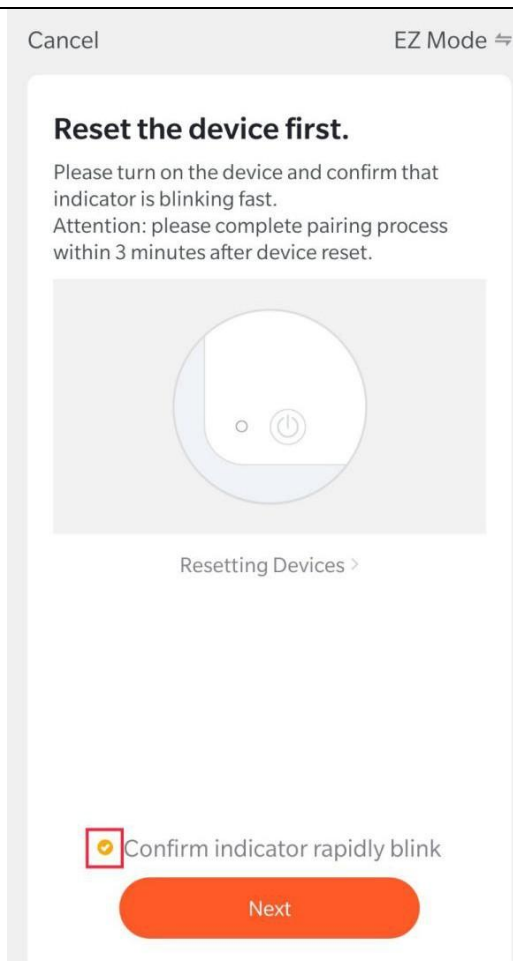 Cancel
EZ Mode
Reset the device first.
Please turn on the device and confirm that
indicator is blinking fast.
Attention: please complete pairing process
within 3 minutes after device reset.
Resetting Devices >
Confirm indicator rapidly blink
Next